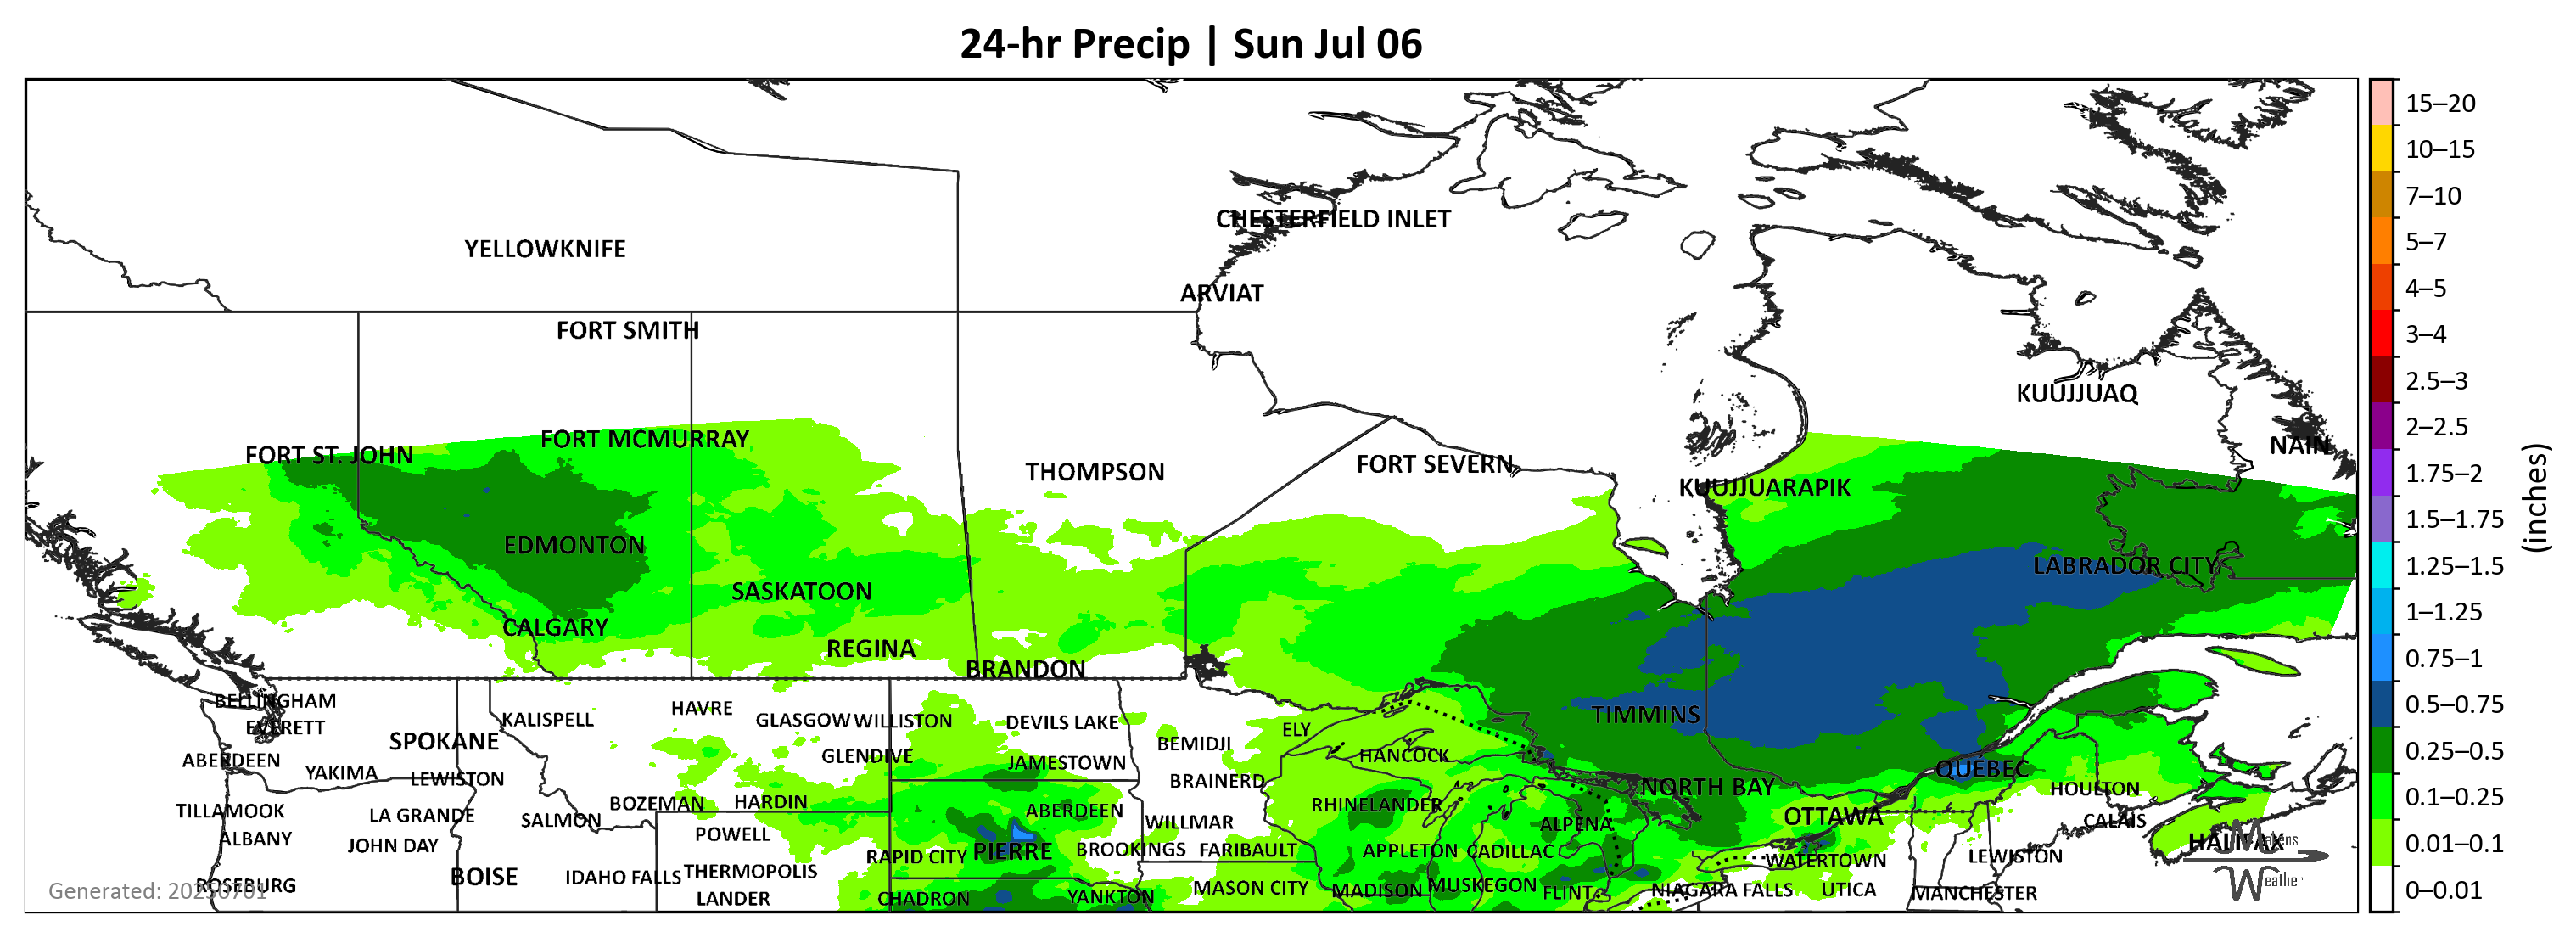 24-hr Precip | Sun Jul 06
CHESTERFIELD INLET
YELLOWKNIFE
ARVIAT
FORT SMITH
KUUJJUAQ
FORT ST. JOHN
FORT MCMURRAY
NAIN
THOMPSON
FORT SEVERN
KUUJJUARAPIK
EDMONTON
LABRADOR CITY
SASKATOON
CALGARY
REGINA
BRANDON
BELLINGHAM
EVERETT
KALISPELL
HAVRE
GLASGOW
WILLISTON
DEVILS LAKE
TIMMINS
SPOKANE
ELY
BEMIDJI
ABERDEEN
GLENDIVE
JAMESTOWN
HANCOCK
QUÉBEC
YAKIMA
LEWISTON
BRAINERD
NORTH BAY
HOULTON
TILLAMOOK
LA GRANDE
BOZEMAN
HARDIN
ABERDEEN
RHINELANDER
OTTAWA
SALMON
WILLMAR
ALPENA
CALAIS
ALBANY
JOHN DAY
POWELL
RAPID CITY
PIERRE
BROOKINGS
FARIBAULT
APPLETON
CADILLAC
WATERTOWN
LEWISTON
HALIFAX
Matens
Weather
ROSEBURG
BOISE
IDAHO FALLS
THERMOPOLIS
LANDER
CHADRON
YANKTON
MASON CITY
MADISON
MUSKEGON
FLINT
NIAGARA FALLS
UTICA
MANCHESTER
Generated: 20250701
15–20
10–15
7–10
5–7
4–5
3–4
2.5–3
2–2.5
1.75–2
1.5–1.75
1.25–1.5
1–1.25
0.75–1
0.5–0.75
0.25–0.5
0.1–0.25
0.01–0.1
0–0.01
(inches)